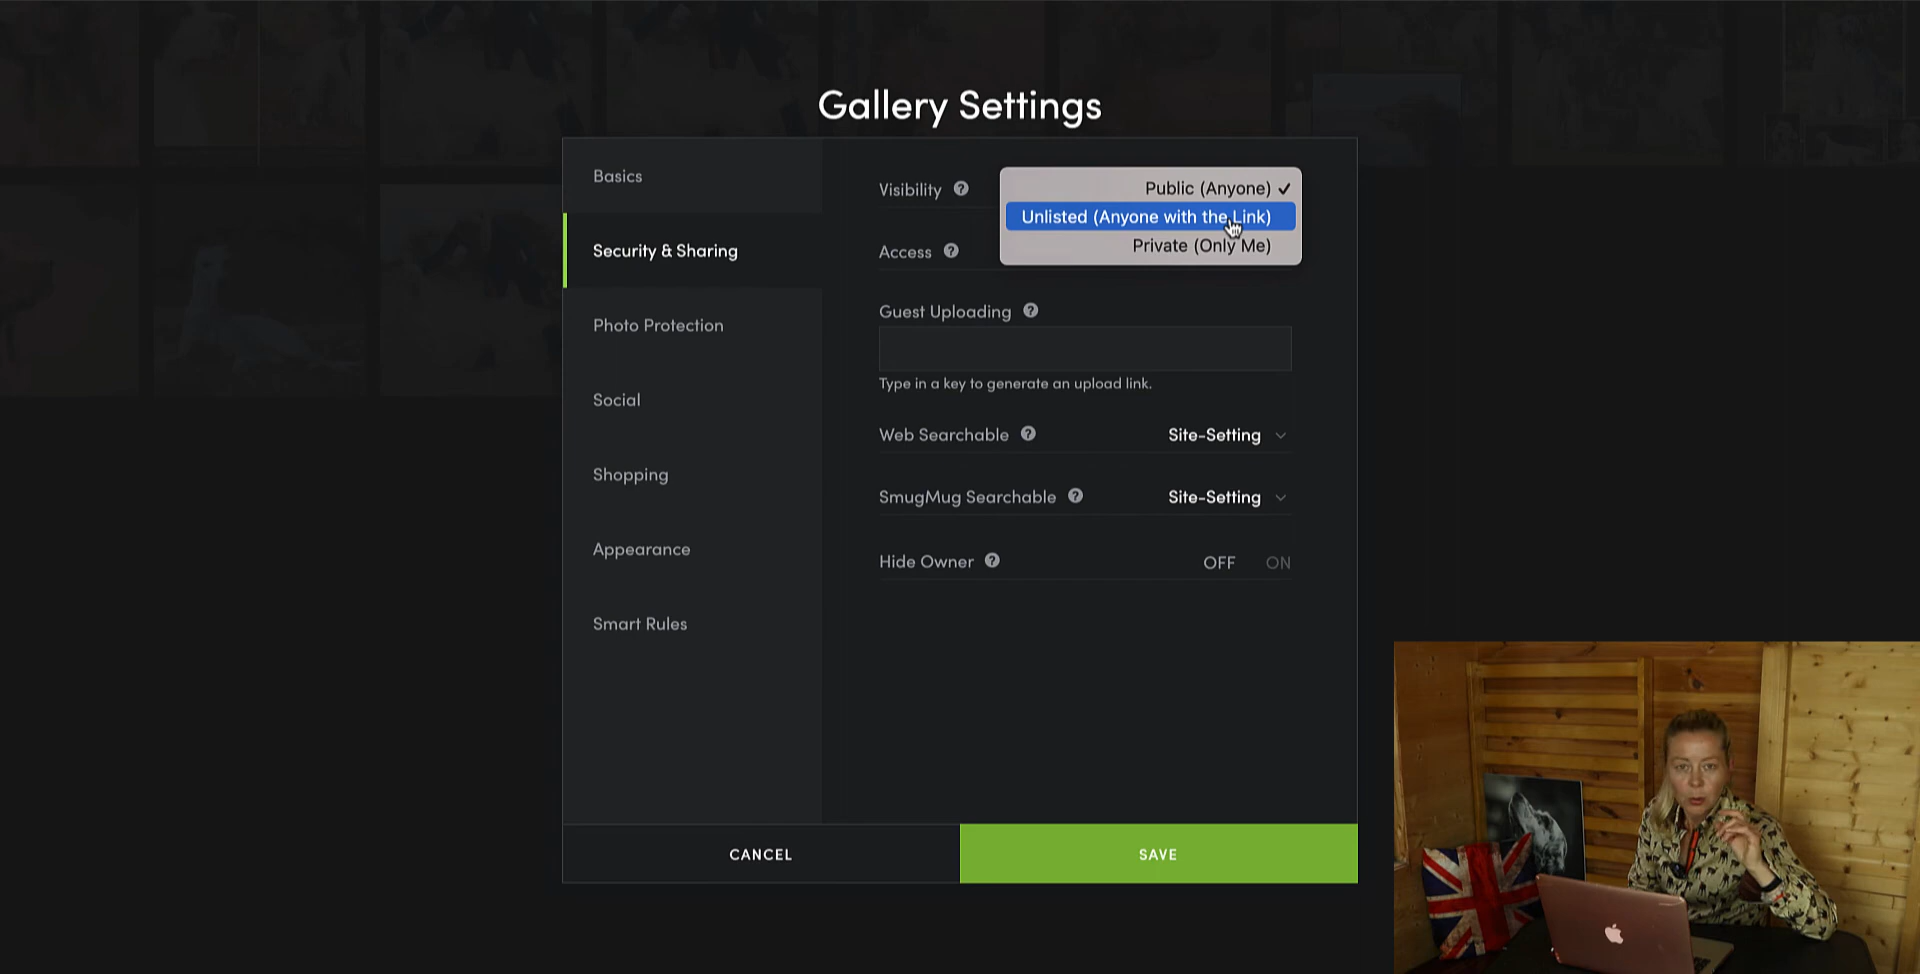 Gallery Settings
Basics
Security & Sharing
Photo Protection
Social
Shopping
Appearance
Smart Rules
Visibility ?
Public (Anyone) ✓
Unlisted (Anyone with the Link)
Private (Only Me)
Access ?
Guest Uploading ?
Type in a key to generate an upload link.
Web Searchable ? Site-Setting
SmugMug Searchable ? Site-Setting
Hide Owner ? OFF ON
CANCEL
SAVE